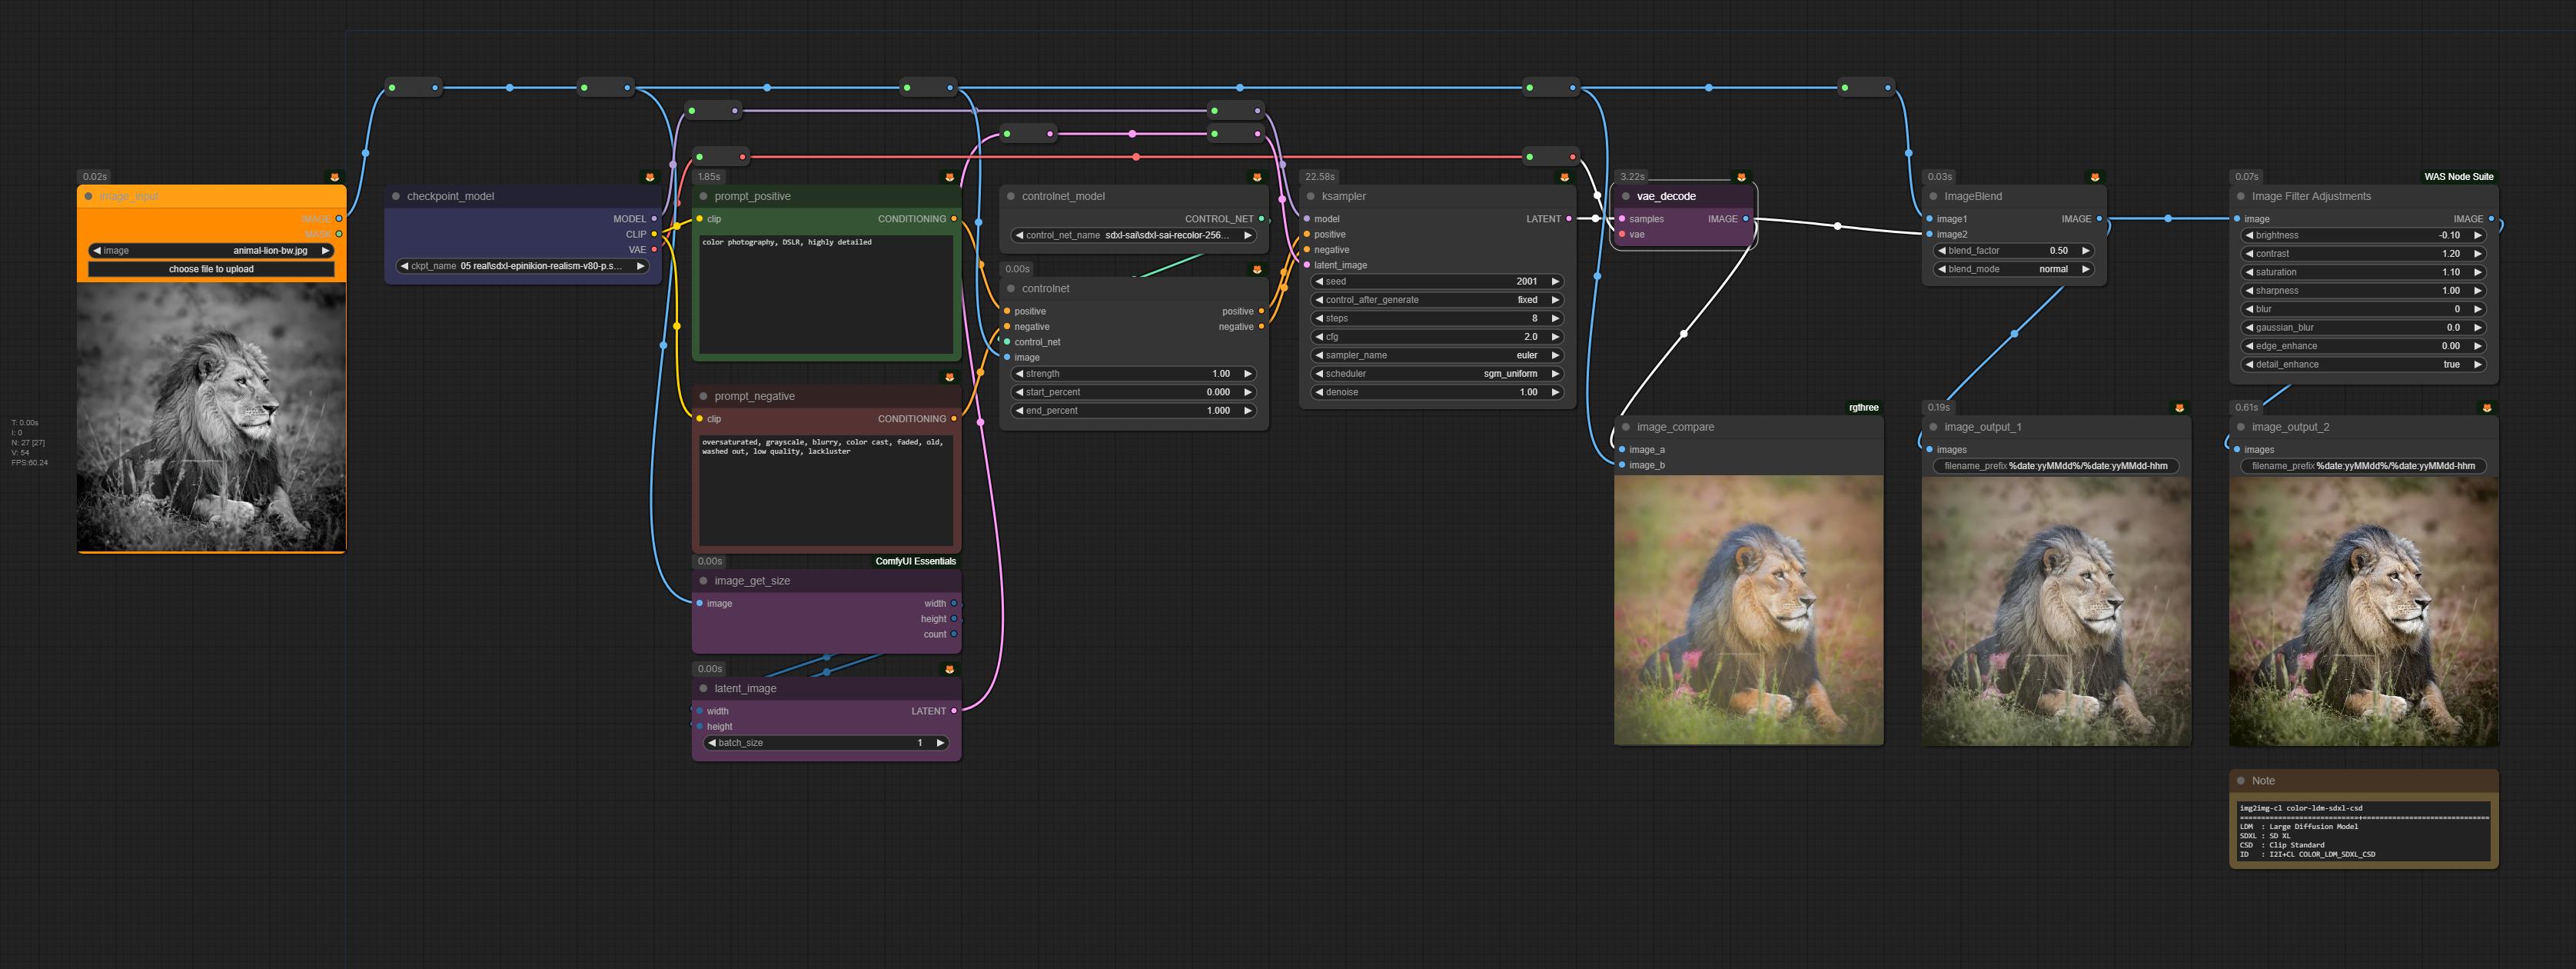 0.02s
image_input
IMAGE
MASK
image animal-lion-bw.jpg
choose file to upload
T: 0.00s
I: 0
N: 27 [27]
V: 54
FPS:60.24
checkpoint_model
MODEL
CLIP
VAE
ckpt_name 05 real\sdxl-epinikion-realism-v80-p.s...
1.85s
prompt_positive
clip CONDITIONING
color photography, DSLR, highly detailed
prompt_negative
clip CONDITIONING
oversaturated, grayscale, blurry, color cast, faded, old,
washed out, low quality, lackluster
0.00s ComfyUI Essentials
image_get_size
image width
height
count
0.00s
latent_image
width LATENT
height
batch_size 1
controlnet_model
CONTROL_NET
control_net_name sdxl-sai\sdxl-sai-recolor-256...
0.00s
controlnet
positive positive
negative negative
control_net
image
strength 1.00
start_percent 0.000
end_percent 1.000
22.58s
ksampler
model LATENT
positive
negative
latent_image
seed 2001
control_after_generate fixed
steps 8
cfg 2.0
sampler_name euler
scheduler sgm_uniform
denoise 1.00
3.22s
vae_decode
samples IMAGE
vae
rgthree
image_compare
image_a
image_b
0.03s
ImageBlend
image1 IMAGE
image2
blend_factor 0.50
blend_mode normal
0.19s
image_output_1
images
filename_prefix %date:yyMMdd%/%date:yyMMdd-hhm
0.07s WAS Node Suite
Image Filter Adjustments
image IMAGE
brightness -0.10
contrast 1.20
saturation 1.10
sharpness 1.00
blur 0
gaussian_blur 0.0
edge_enhance 0.00
detail_enhance true
0.61s
image_output_2
images
filename_prefix %date:yyMMdd%/%date:yyMMdd-hhm
Note
img2img-cl color-ldm-sdxl-csd
LDM : Large Diffusion Model
SDXL : SD XL
CSD : Clip Standard
ID : I2I+CL COLOR_LDM_SDXL_CSD